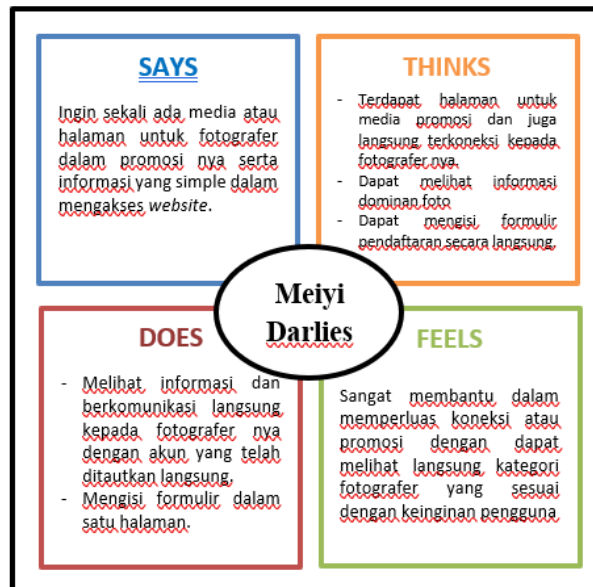 SAYS
Ingin sekali ada media atau
halaman untuk fotografer
dalam promosi nya serta
informasi yang simple dalam
mengakses website.
THINKS
- Terdapat halaman untuk
media promosi dan juga
langsung terkoneksi kepada
fotografer nya.
- Dapat melihat informasi
dominan foto
- Dapat mengisi formulir
pendaftaran secara langsung.
Meiyi
Darlies
DOES
- Melihat informasi dan
berkomunikasi langsung
kepada fotografer nya
dengan akun yang telah
ditautkan langsung.
- Mengisi formulir dalam
satu halaman.
FEELS
Sangat membantu dalam
memperluas koneksi atau
promosi dengan dapat
melihat langsung kategori
fotografer yang sesuai
dengan keinginan pengguna